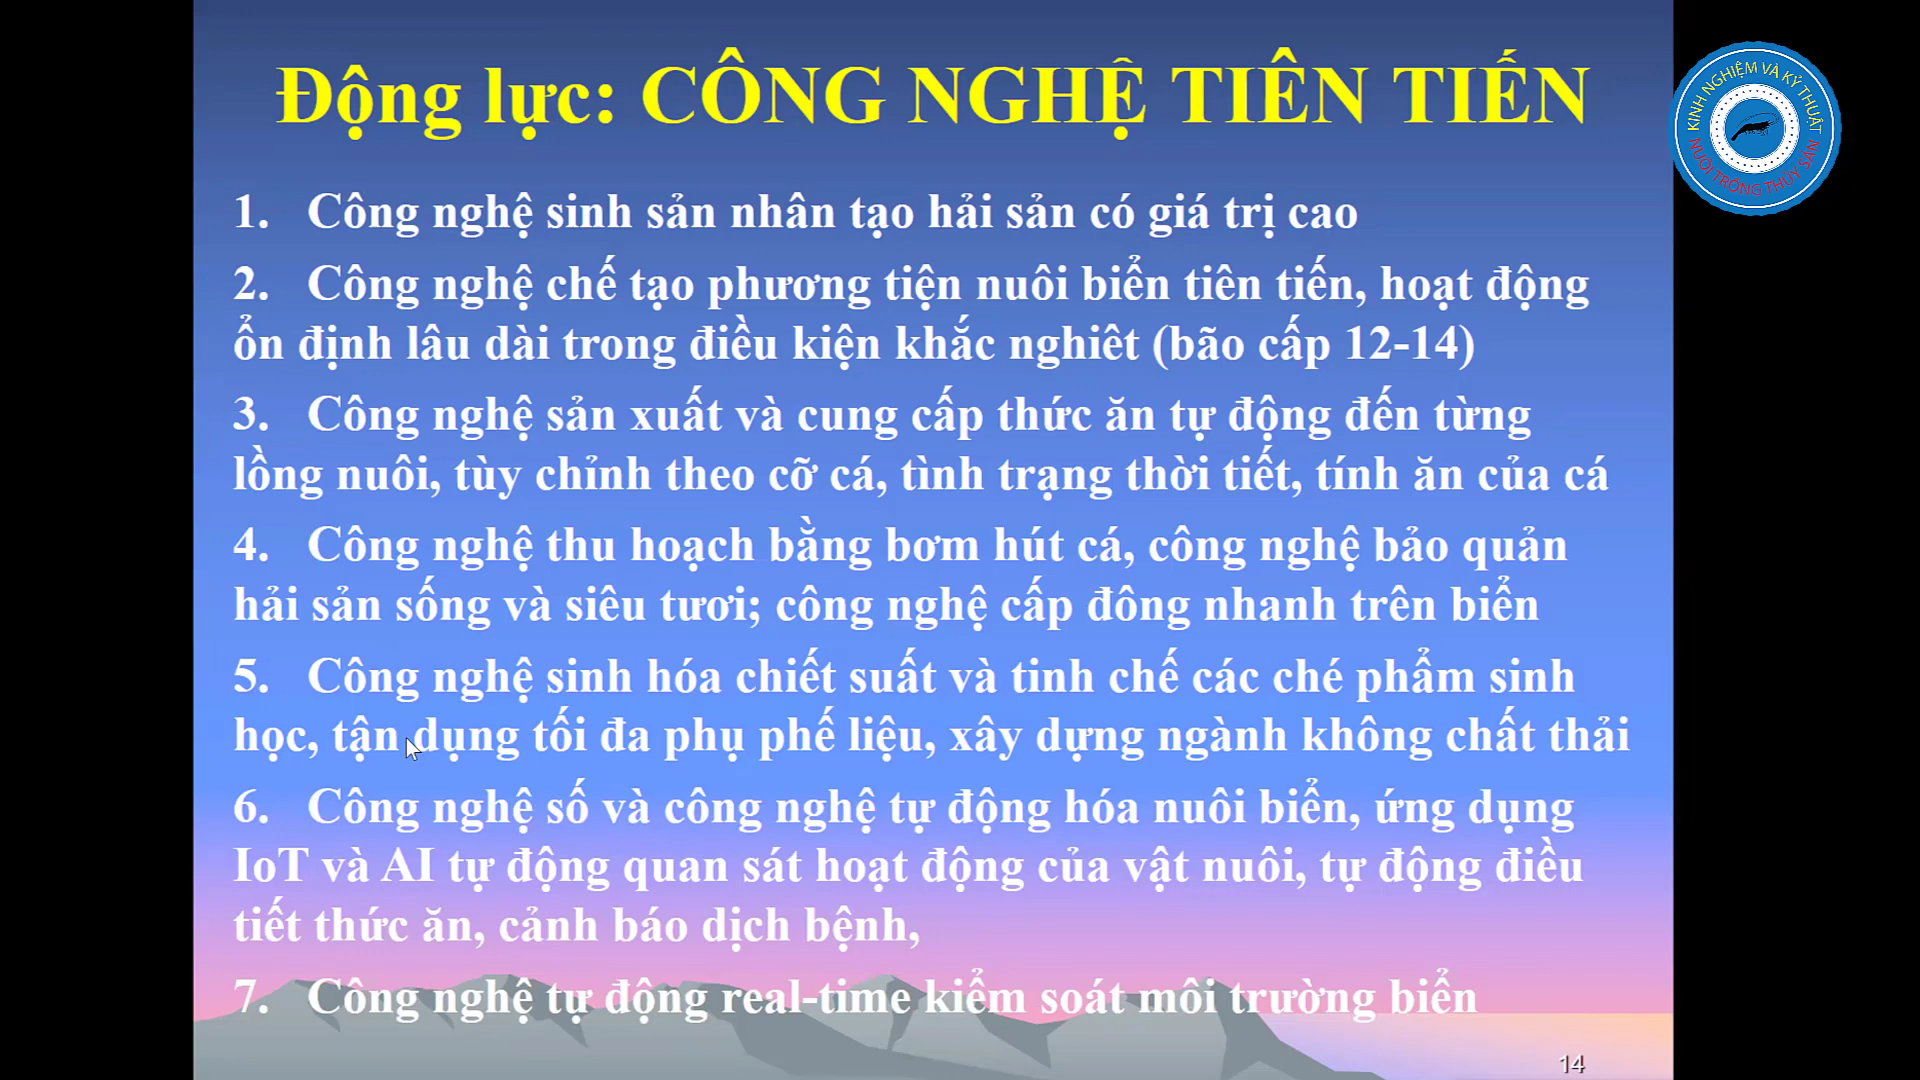 Động lực: CÔNG NGHỆ TIÊN TIẾN
KINH NGHIỆM VÀ KỸ THUẬT
NUÔI TRỒNG THỦY SẢN
1. Công nghệ sinh sản nhân tạo hải sản có giá trị cao
2. Công nghệ chế tạo phương tiện nuôi biển tiên tiến, hoạt động
ổn định lâu dài trong điều kiện khắc nghiêt (bão cấp 12-14)
3. Công nghệ sản xuất và cung cấp thức ăn tự động đến từng
lồng nuôi, tùy chỉnh theo cỡ cá, tình trạng thời tiết, tính ăn của cá
4. Công nghệ thu hoạch bằng bơm hút cá, công nghệ bảo quản
hải sản sống và siêu tươi; công nghệ cấp đông nhanh trên biển
5. Công nghệ sinh hóa chiết suất và tinh chế các ché phẩm sinh
học, tận dụng tối đa phụ phế liệu, xây dựng ngành không chất thải
6. Công nghệ số và công nghệ tự động hóa nuôi biển, ứng dụng
IoT và AI tự động quan sát hoạt động của vật nuôi, tự động điều
tiết thức ăn, cảnh báo dịch bệnh,
7. Công nghệ tự động real-time kiểm soát môi trường biển
14